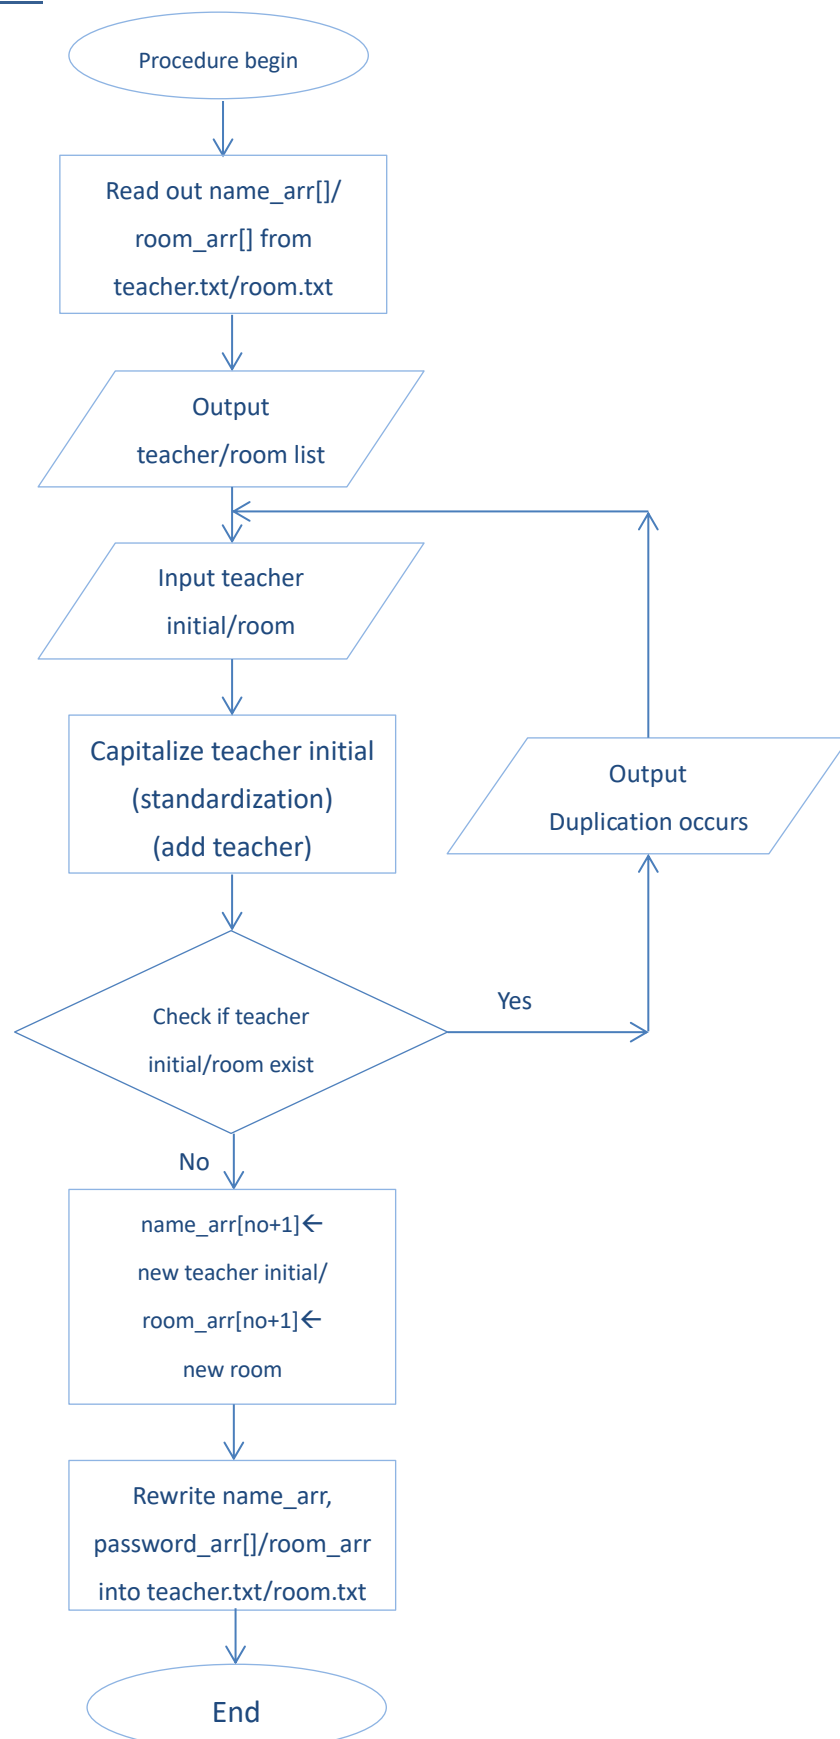 Procedure begin
Read out name_arr[]/
room_arr[] from
teacher.txt/room.txt
Output
teacher/room list
Input teacher
initial/room
Capitalize teacher initial
(standardization)
(add teacher)
Output
Duplication occurs
Check if teacher
initial/room exist
Yes
No
name_arr[no+1]←
new teacher initial/
room_arr[no+1]←
new room
Rewrite name_arr,
password_arr[]/room_arr
into teacher.txt/room.txt
End